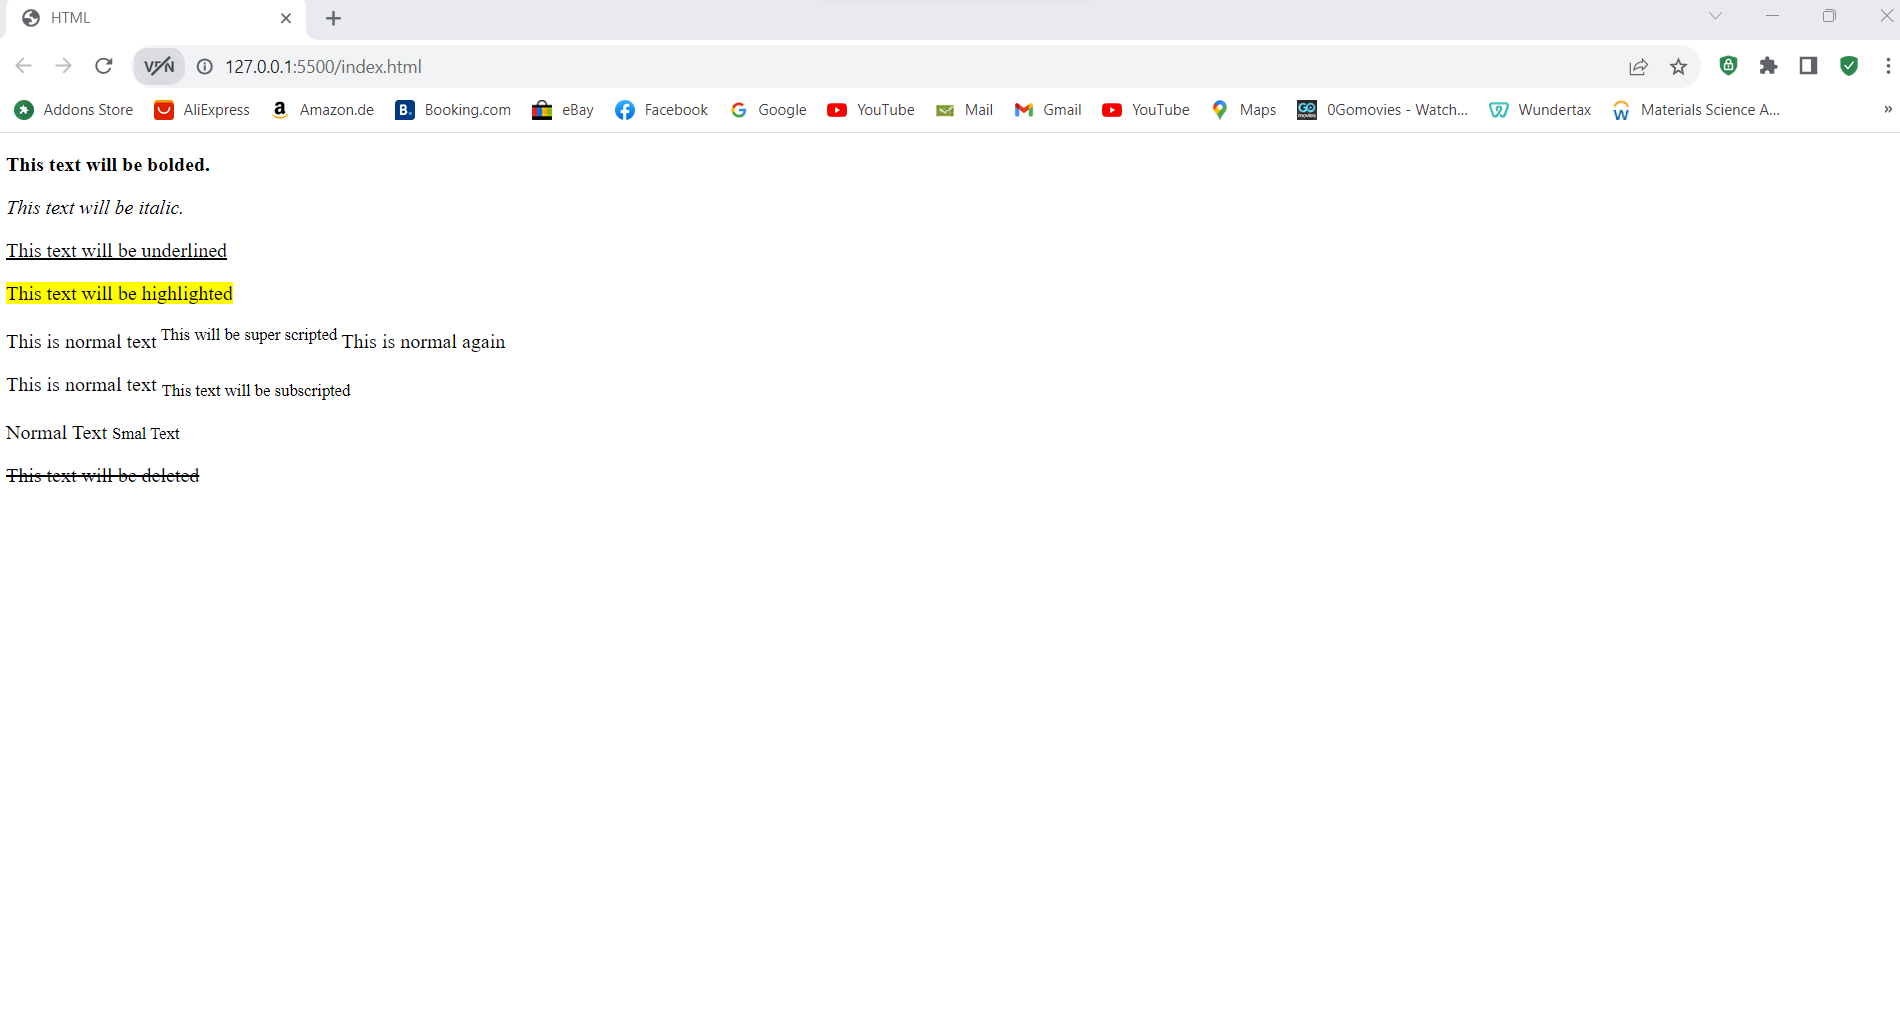 HTML
VPN 127.0.0.1:5500/index.html
Addons Store AliExpress Amazon.de B. Booking.com eBay Facebook Google YouTube Mail Gmail YouTube Maps GO movies 0Gomovies - Watch... Wundertax Materials Science A... »
This text will be bolded.
This text will be italic.
This text will be underlined
This text will be highlighted
This is normal text This will be super scripted This is normal again
This is normal text This text will be subscripted
Normal Text Smal Text
This text will be deleted